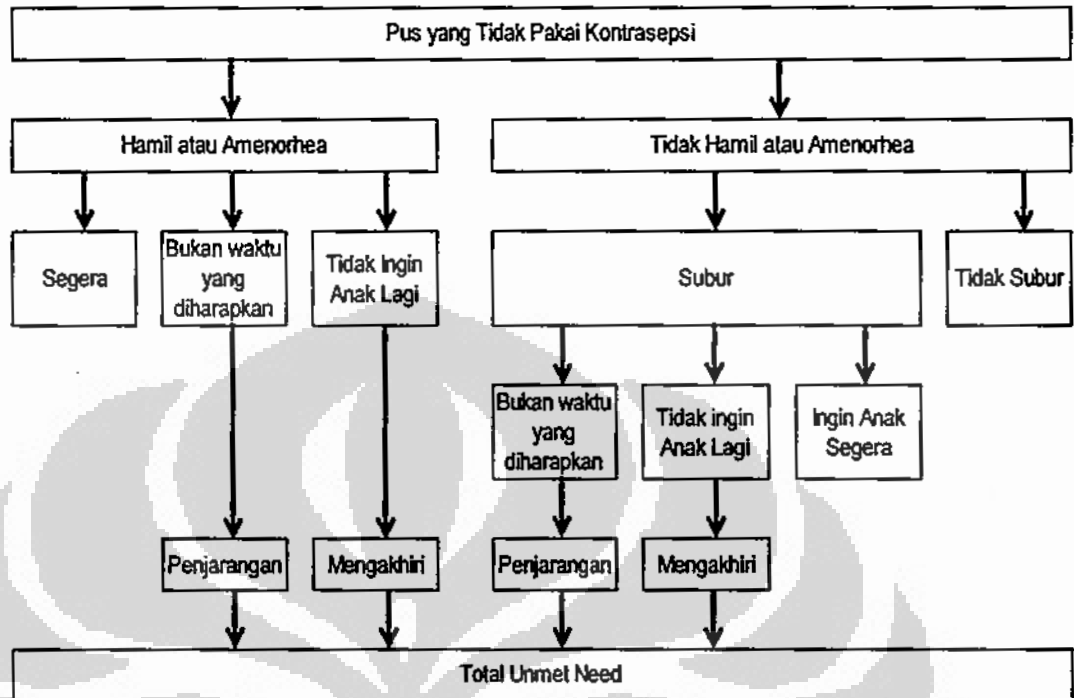 Pus yang Tidak Pakai Kontrasepsi
Hamil atau Amenorhea
Tidak Hamil atau Amenorhea
Segera
Bukan waktu
yang
diharapkan
Tidak Ingin
Anak Lagi
Subur
Tidak Subur
Bukan waktu
yang
diharapkan
Tidak ingin
Anak Lagi
Ingin Anak
Segera
Penjarangan
Mengakhiri
Penjarangan
Mengakhiri
Total Unmet Need